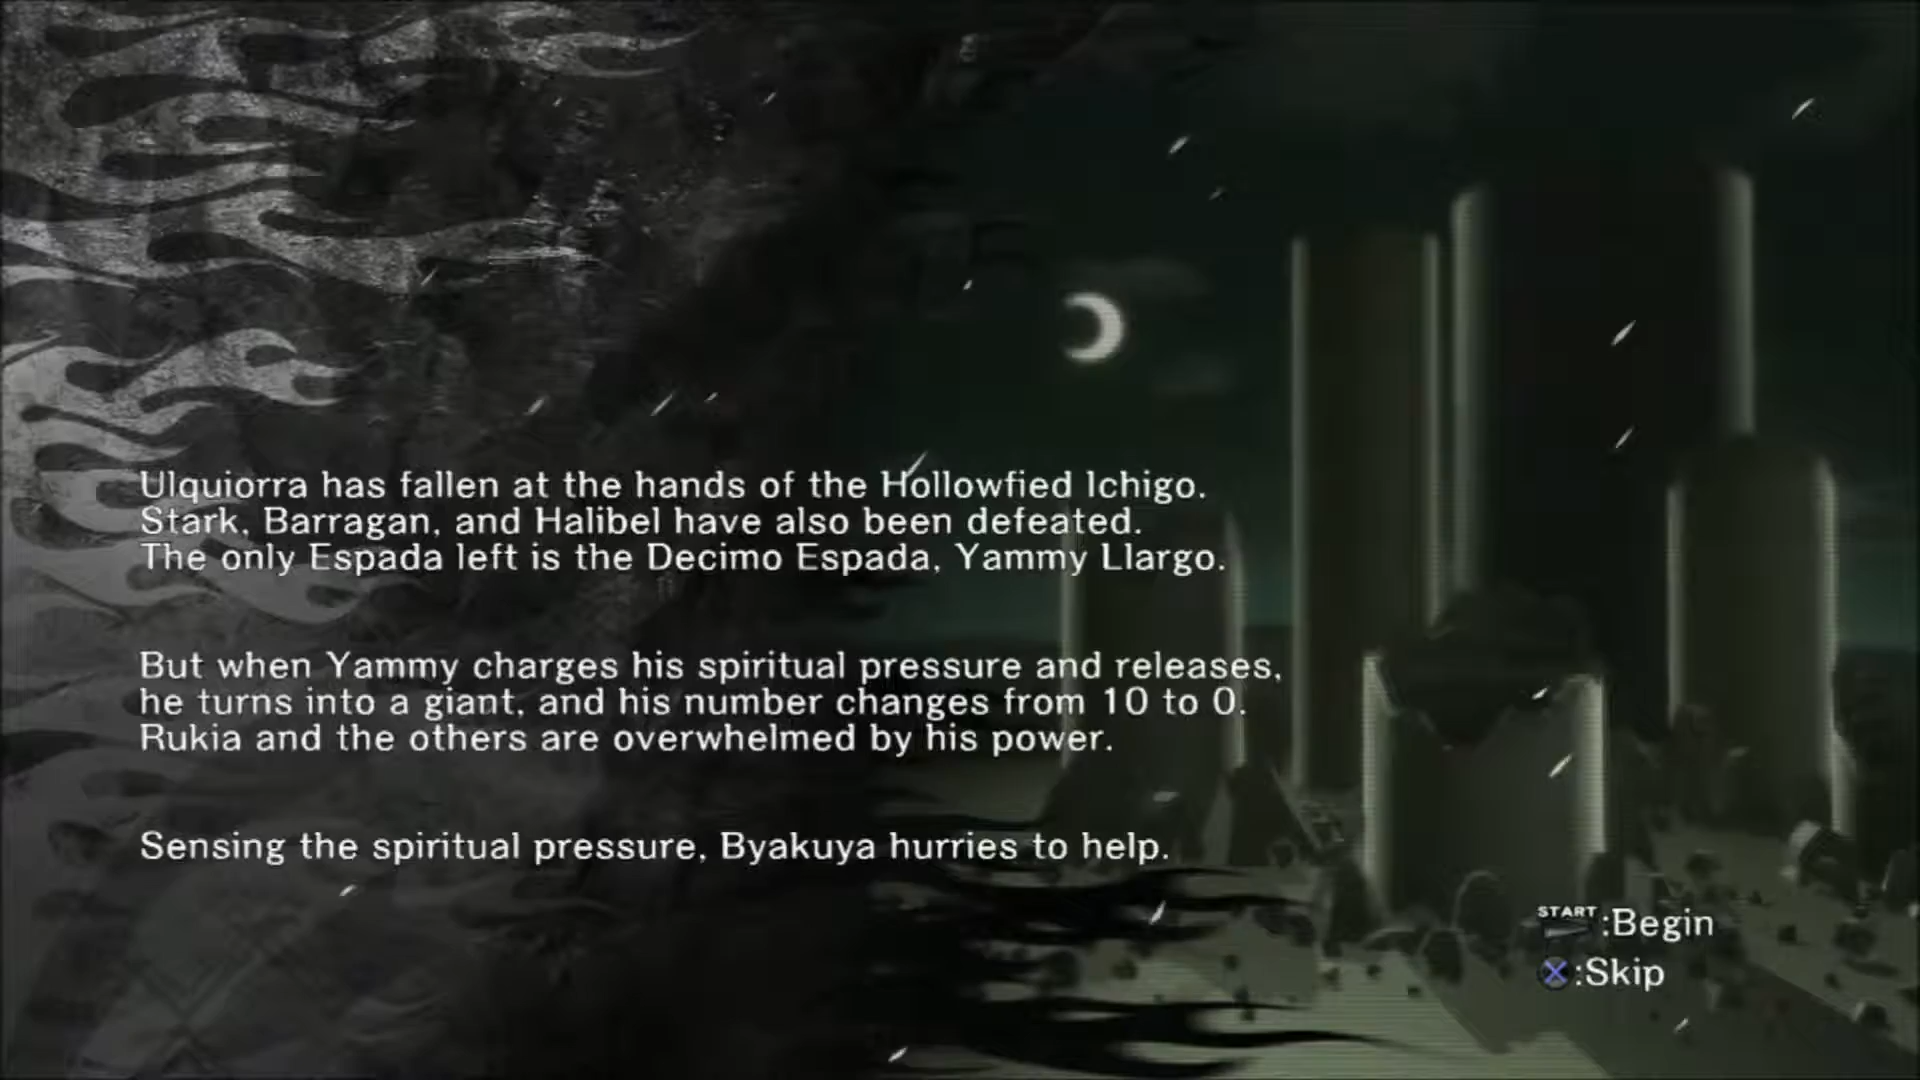 Ulquiorra has fallen at the hands of the Hollowfied Ichigo.
Stark, Barragan, and Halibel have also been defeated.
The only Espada left is the Decimo Espada, Yammy Llargo.
But when Yammy charges his spiritual pressure and releases,
he turns into a giant, and his number changes from 10 to 0.
Rukia and the others are overwhelmed by his power.
Sensing the spiritual pressure, Byakuya hurries to help.
START :Begin
:Skip